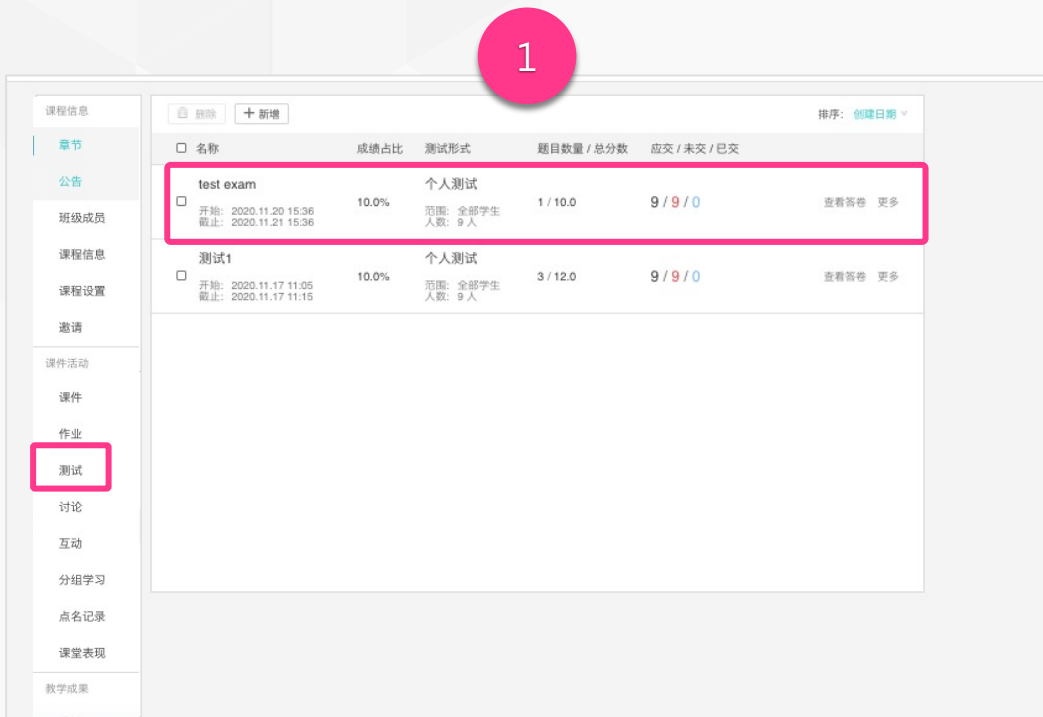 1
课程信息
章节
公告
班级成员
课程信息
课程设置
邀请
课件活动
课件
作业
测试
讨论
互动
分组学习
点名记录
课堂表现
教学成果
删除 新增 排序: 创建日期
名称 成绩占比 测试形式 题目数量 / 总分数 应交 / 未交 / 已交
test exam 个人测试
10.0% 1 / 10.0 9 / 9 / 0 查看答卷 更多
开始: 2020.11.20 15:36 范围: 全部学生
截止: 2020.11.21 15:36 人数: 9 人
测试1 个人测试
10.0% 3 / 12.0 9 / 9 / 0 查看答卷 更多
开始: 2020.11.17 11:05 范围: 全部学生
截止: 2020.11.17 11:15 人数: 9 人